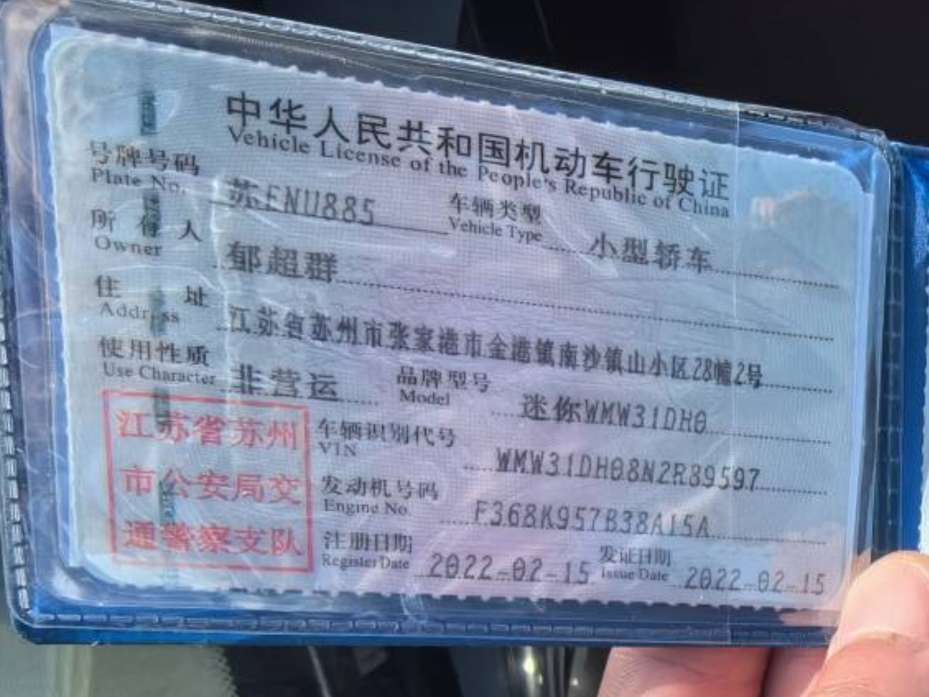 中华人民共和国机动车行驶证
Vehicle License of the People's Republic of China
号牌号码 苏ENU885 车辆类型 小型轿车
Plate No. Vehicle Type
所有人 郁超群
Owner
住址 江苏省苏州市张家港市金港镇南沙镇山小区28幢2号
Address
使用性质 非营运 品牌型号 迷你WMW31DH0
Use Character Model
车辆识别代号 WMW31DH08N2R89597
VIN
发动机号码 F368K957B38A15A
Engine No.
注册日期 2022-02-15 发证日期 2022-02-15
Register Date Issue Date
江苏省苏州
市公安局交
通警察支队